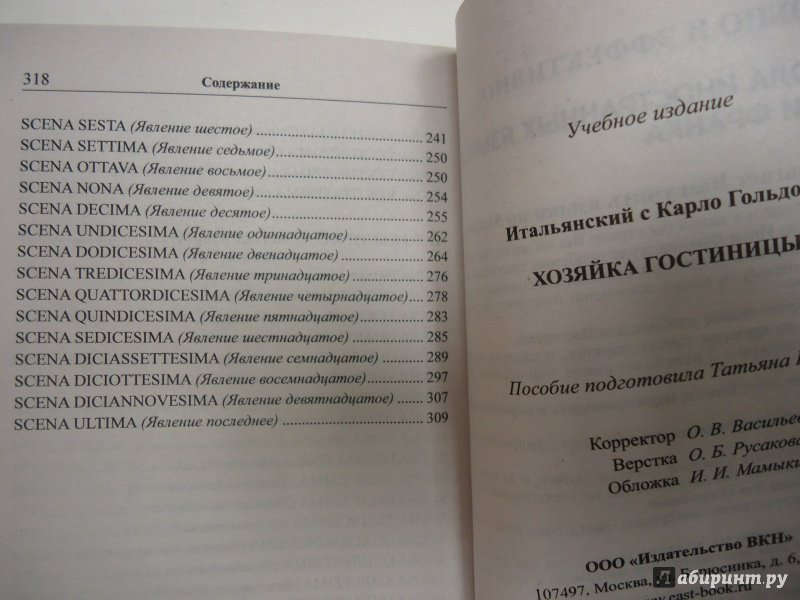 318 Содержание
SCENA SESTA (Явление шестое) 241
SCENA SETTIMA (Явление седьмое) 250
SCENA OTTAVA (Явление восьмое) 250
SCENA NONA (Явление девятое) 254
SCENA DECIMA (Явление десятое) 255
SCENA UNDICESIMA (Явление одиннадцатое) 262
SCENA DODICESIMA (Явление двенадцатое) 264
SCENA TREDICESIMA (Явление тринадцатое) 276
SCENA QUATTORDICESIMA (Явление четырнадцатое) 278
SCENA QUINDICESIMA (Явление пятнадцатое) 283
SCENA SEDICESIMA (Явление шестнадцатое) 285
SCENA DICIASSETTESIMA (Явление семнадцатое) 289
SCENA DICIOTTESIMA (Явление восемнадцатое) 297
SCENA DICIANNOVESIMA (Явление девятнадцатое) 307
SCENA ULTIMA (Явление последнее) 309
Учебное издание
Итальянский с Карло Гольдо
ХОЗЯЙКА ГОСТИНИЦЫ
Пособие подготовила Татьяна
Корректор О. В. Васильев
Верстка О. Б. Русакова
Обложка И. И. Мамыки
ООО «Издательство ВКН»
107497, Москва, д. 6,
east-book.ru
Лабиринт.ру